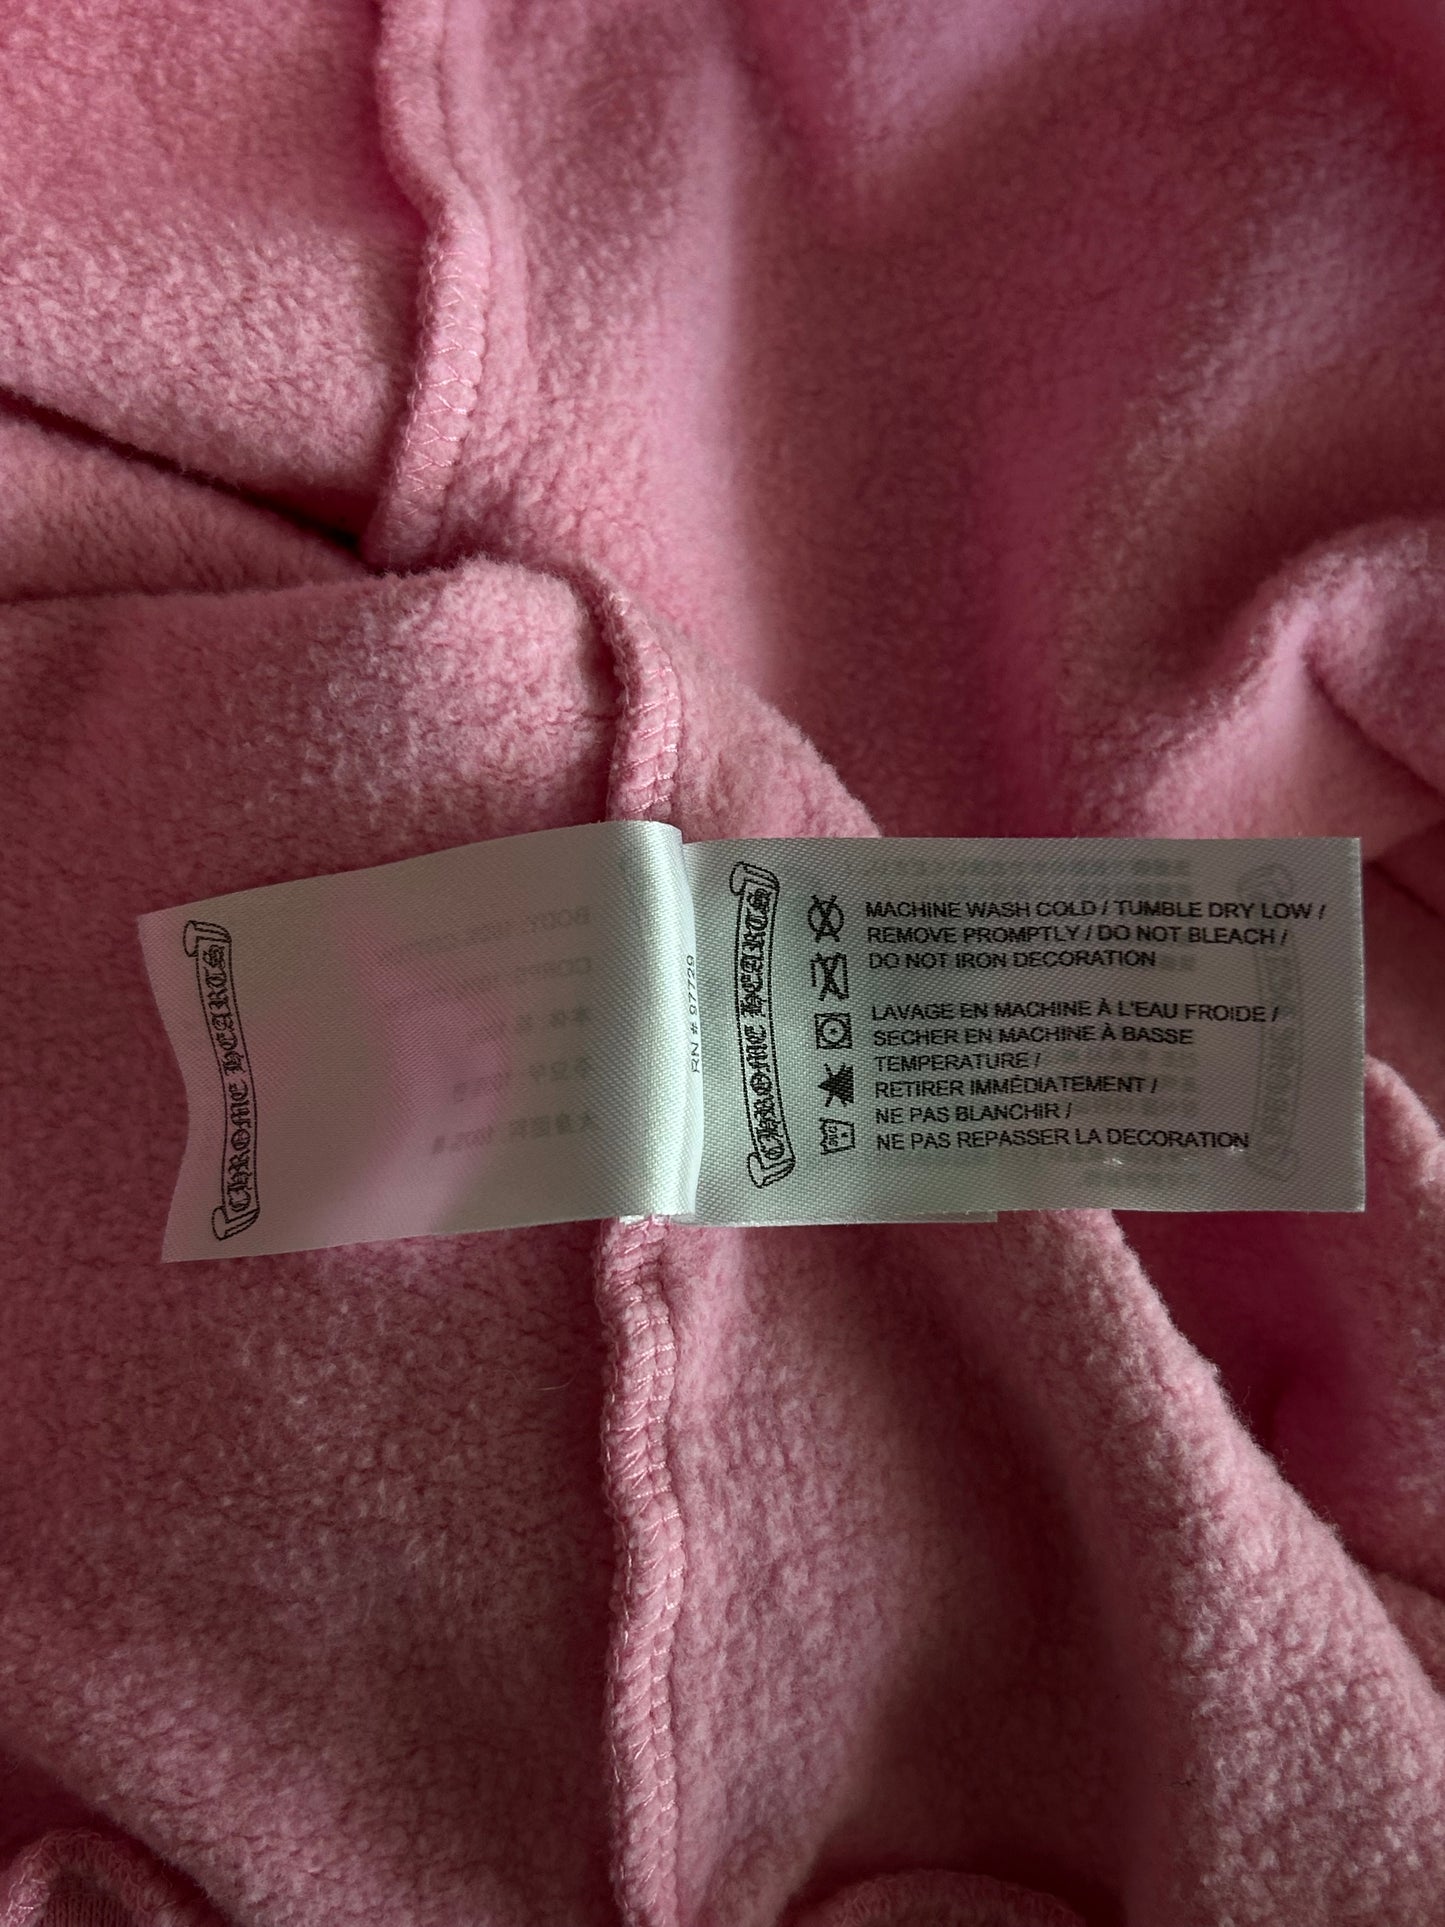 CHROME HEARTS
RN # 97729
CHROME HEARTS
MACHINE WASH COLD / TUMBLE DRY LOW /
REMOVE PROMPTLY / DO NOT BLEACH /
DO NOT IRON DECORATION
LAVAGE EN MACHINE À L'EAU FROIDE /
SECHER EN MACHINE À BASSE
TEMPERATURE /
RETIRER IMMÉDIATEMENT /
NE PAS BLANCHIR /
NE PAS REPASSER LA DECORATION